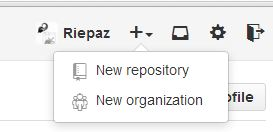 Riepaz
New repository
New organization
ofile